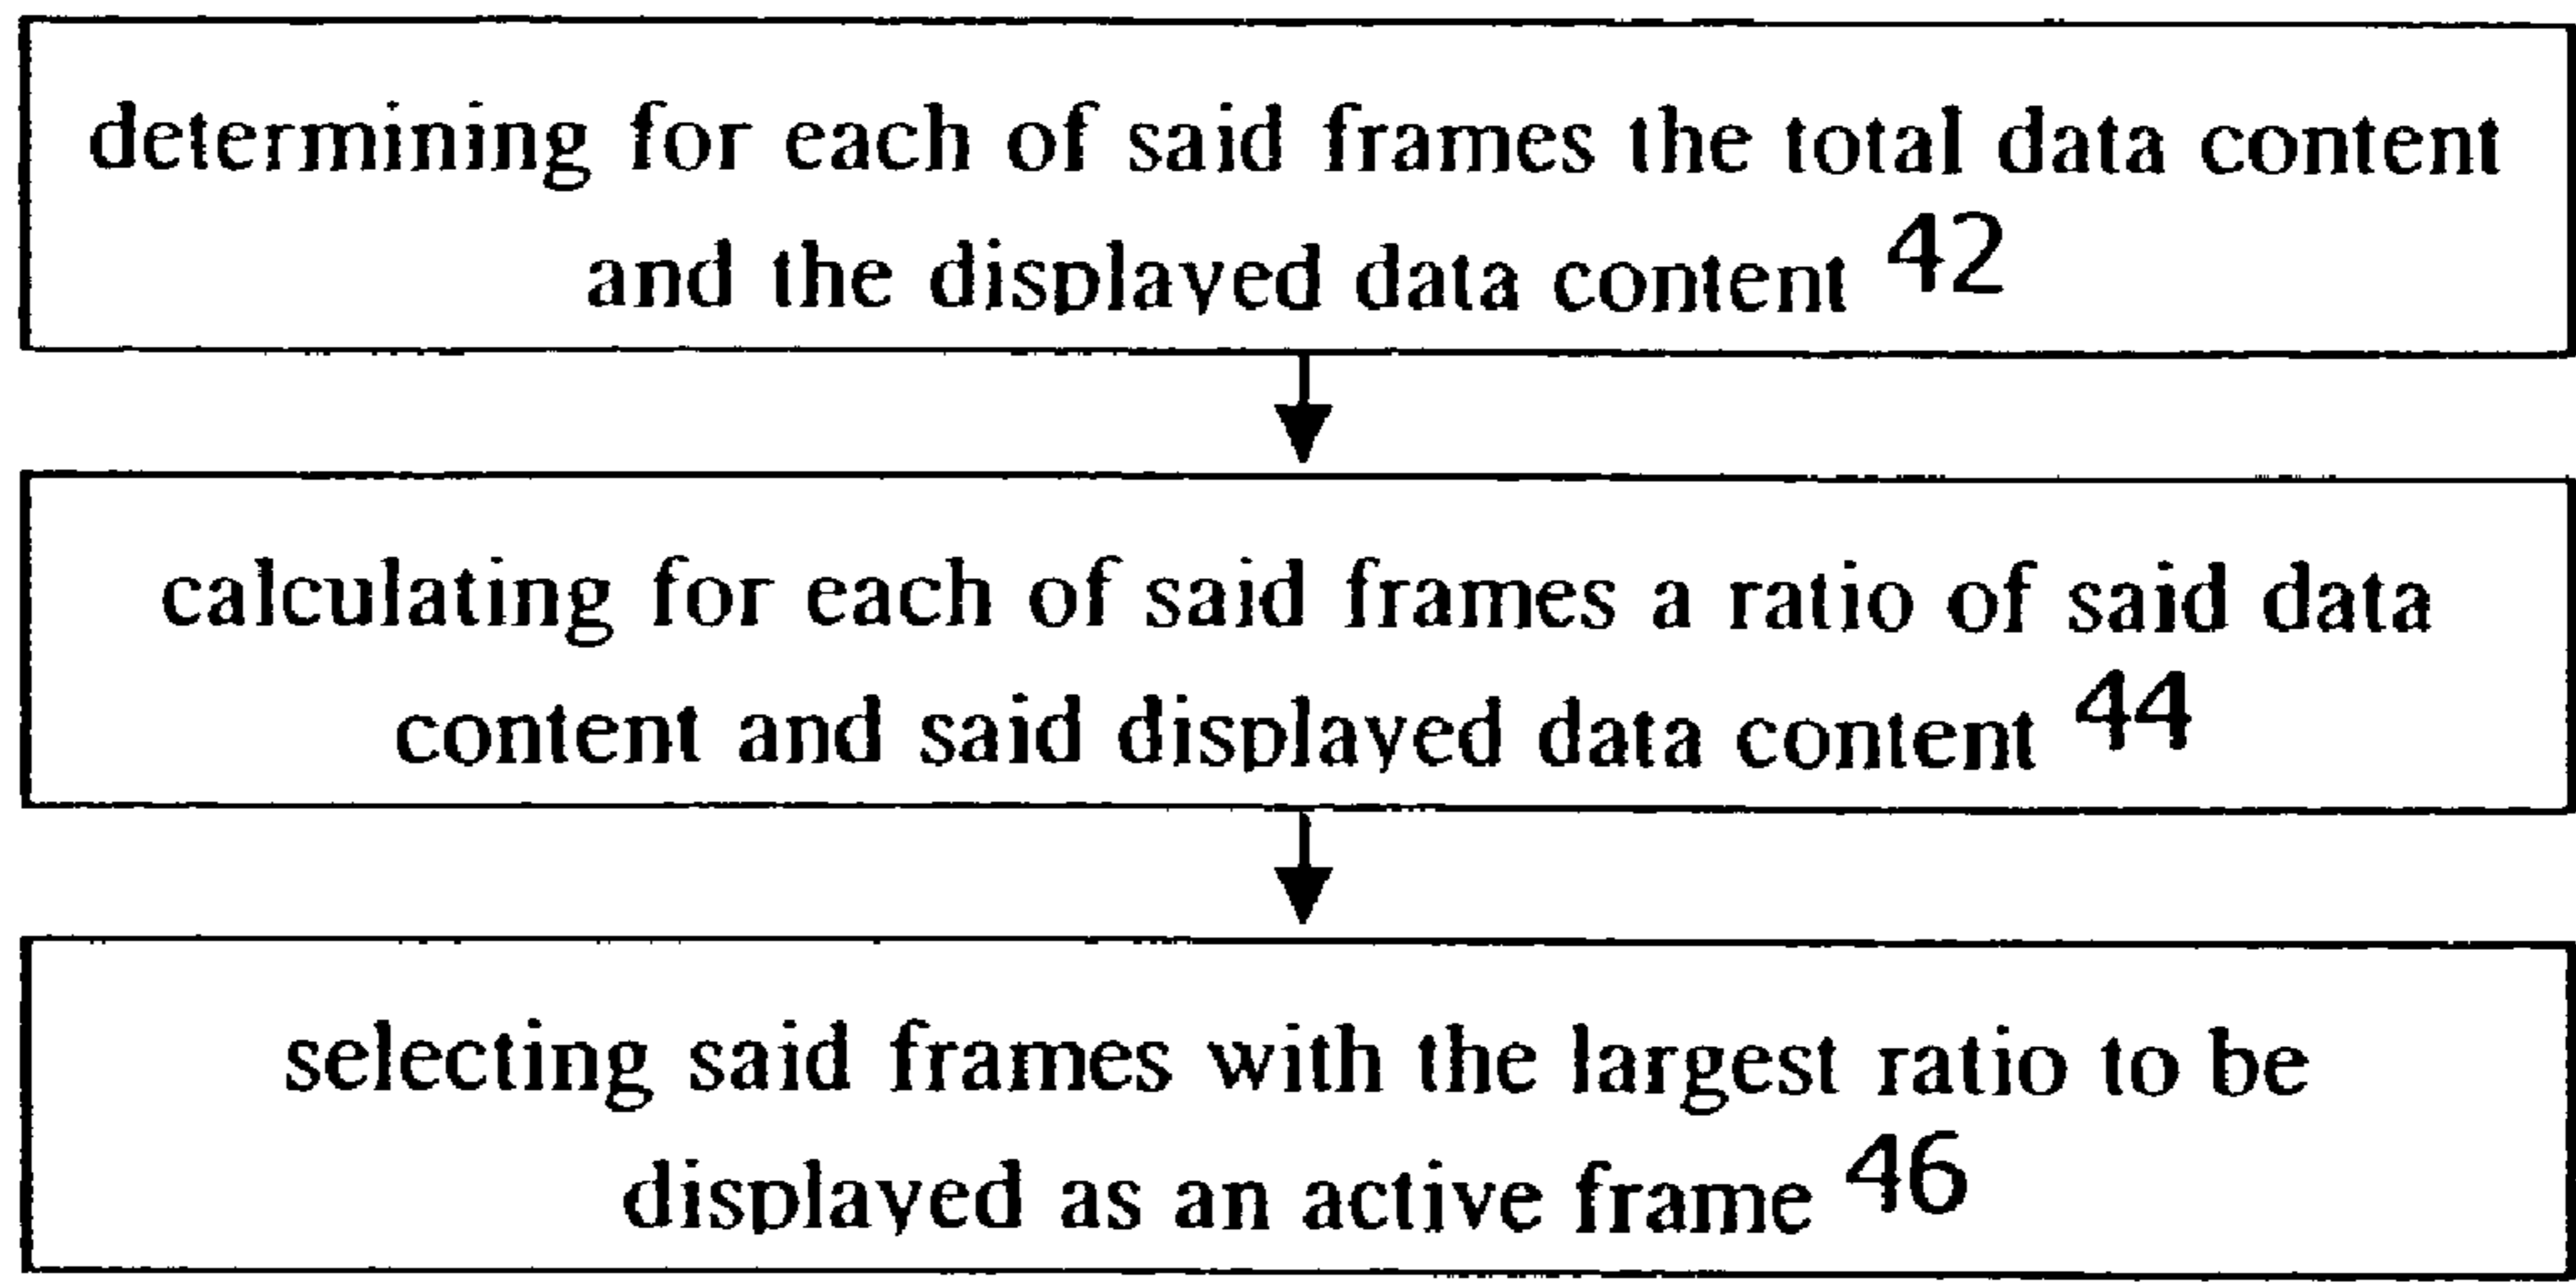 determining for each of said frames the total data content
and the displayed data content 42
calculating for each of said frames a ratio of said data
content and said displayed data content 44
selecting said frames with the largest ratio to be
displayed as an active frame 46